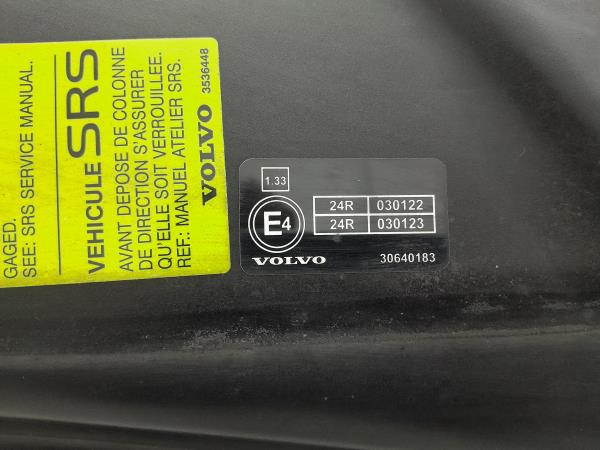 GAGED.
SEE: SRS SERVICE MANUAL.
VEHICULE SRS
AVANT DEPOSE DE COLONNE
DE DIRECTION S'ASSURER
QU'ELLE SOIT VERROUILLEE.
REF.: MANUEL ATELIER SRS.
VOLVO 3536448
1.33
E4
24R 030122
24R 030123
VOLVO 30640183